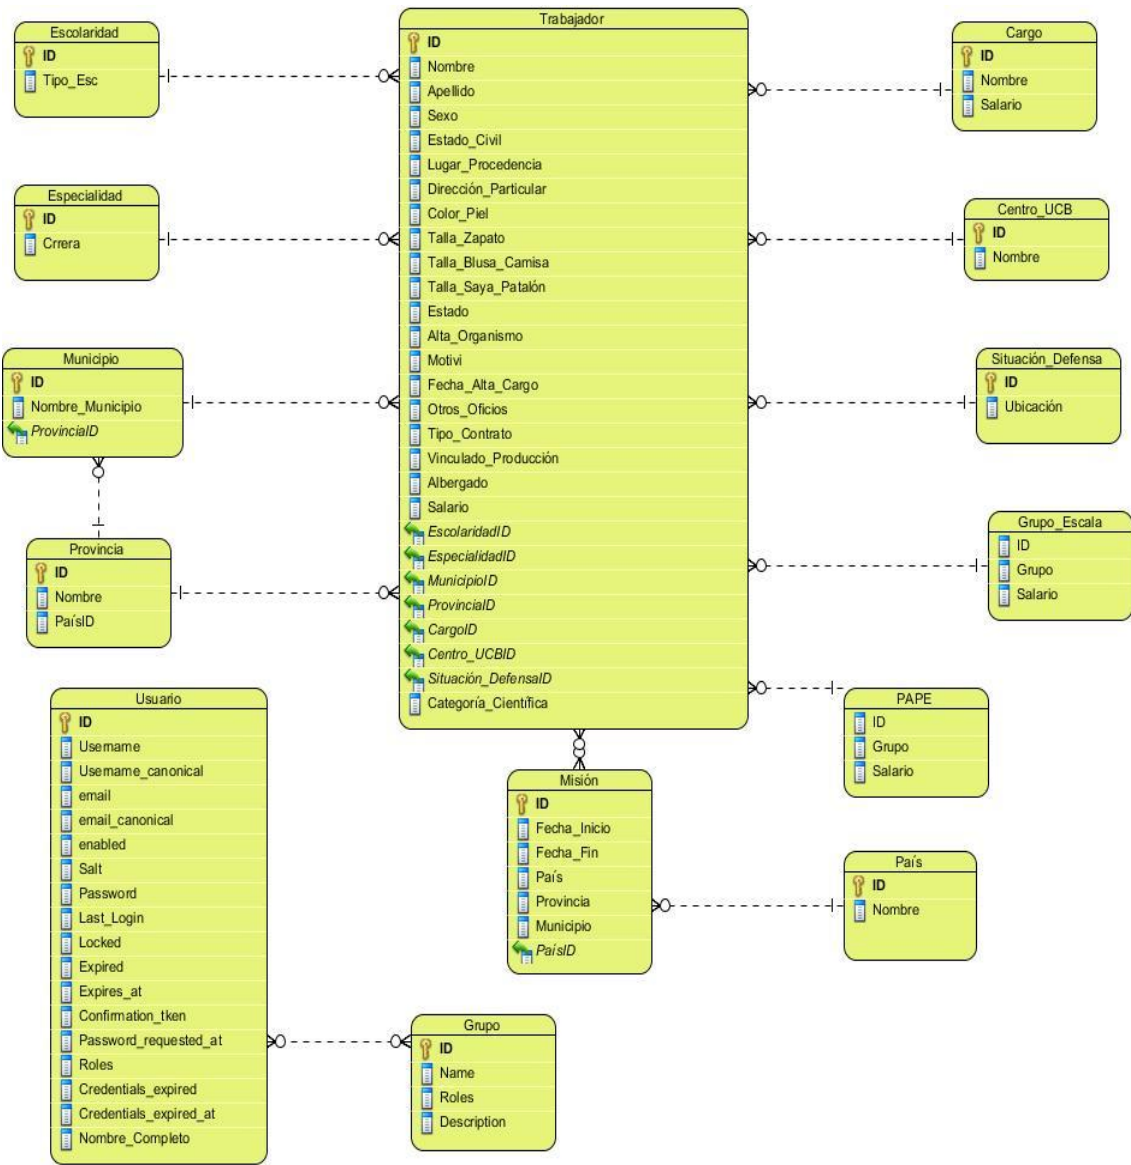 Escolaridad
ID
Tipo_Esc
Especialidad
ID
Crrera
Municipio
ID
Nombre_Municipio
ProvinciaID
Provincia
ID
Nombre
PaísID
Trabajador
ID
Nombre
Apellido
Sexo
Estado_Civil
Lugar_Procedencia
Dirección_Particular
Color_Piel
Talla_Zapato
Talla_Blusa_Camisa
Talla_Saya_Patalón
Estado
Alta_Organismo
Motivi
Fecha_Alta_Cargo
Otros_Oficios
Tipo_Contrato
Vinculado_Producción
Albergado
Salario
EscolaridadID
EspecialidadID
MunicipioID
ProvinciaID
CargoID
Centro_UCBID
Situación_DefensaID
Categoría_Científica
Cargo
ID
Nombre
Salario
Centro_UCB
ID
Nombre
Situación_Defensa
ID
Ubicación
Grupo_Escala
ID
Grupo
Salario
PAPE
ID
Grupo
Salario
Usuario
ID
Username
Username_canonical
email
email_canonical
enabled
Salt
Password
Last_Login
Locked
Expired
Expires_at
Confirmation_tken
Password_requested_at
Roles
Credentials_expired
Credentials_expired_at
Nombre_Completo
Misión
ID
Fecha_Inicio
Fecha_Fin
País
Provincia
Municipio
PaísID
País
ID
Nombre
Grupo
ID
Name
Roles
Description